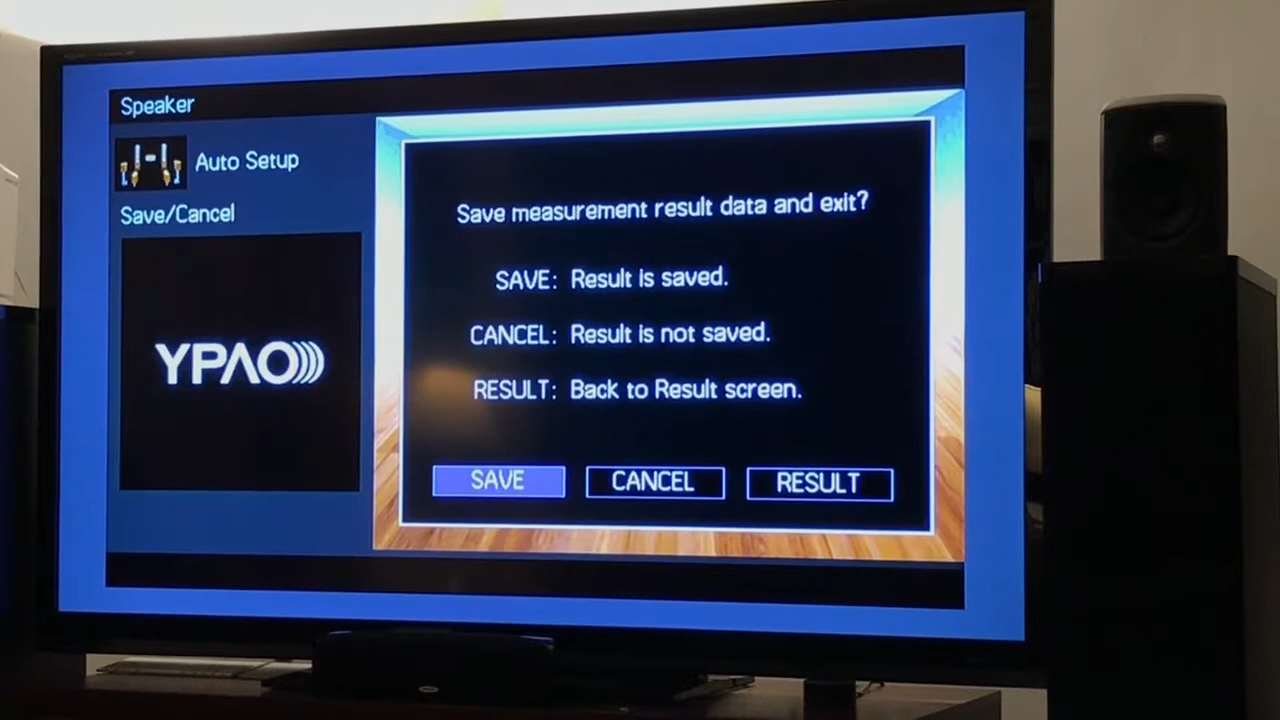 Speaker
Auto Setup
Save/Cancel
YPAO
Save measurement result data and exit?
SAVE: Result is saved.
CANCEL: Result is not saved.
RESULT: Back to Result screen.
SAVE CANCEL RESULT